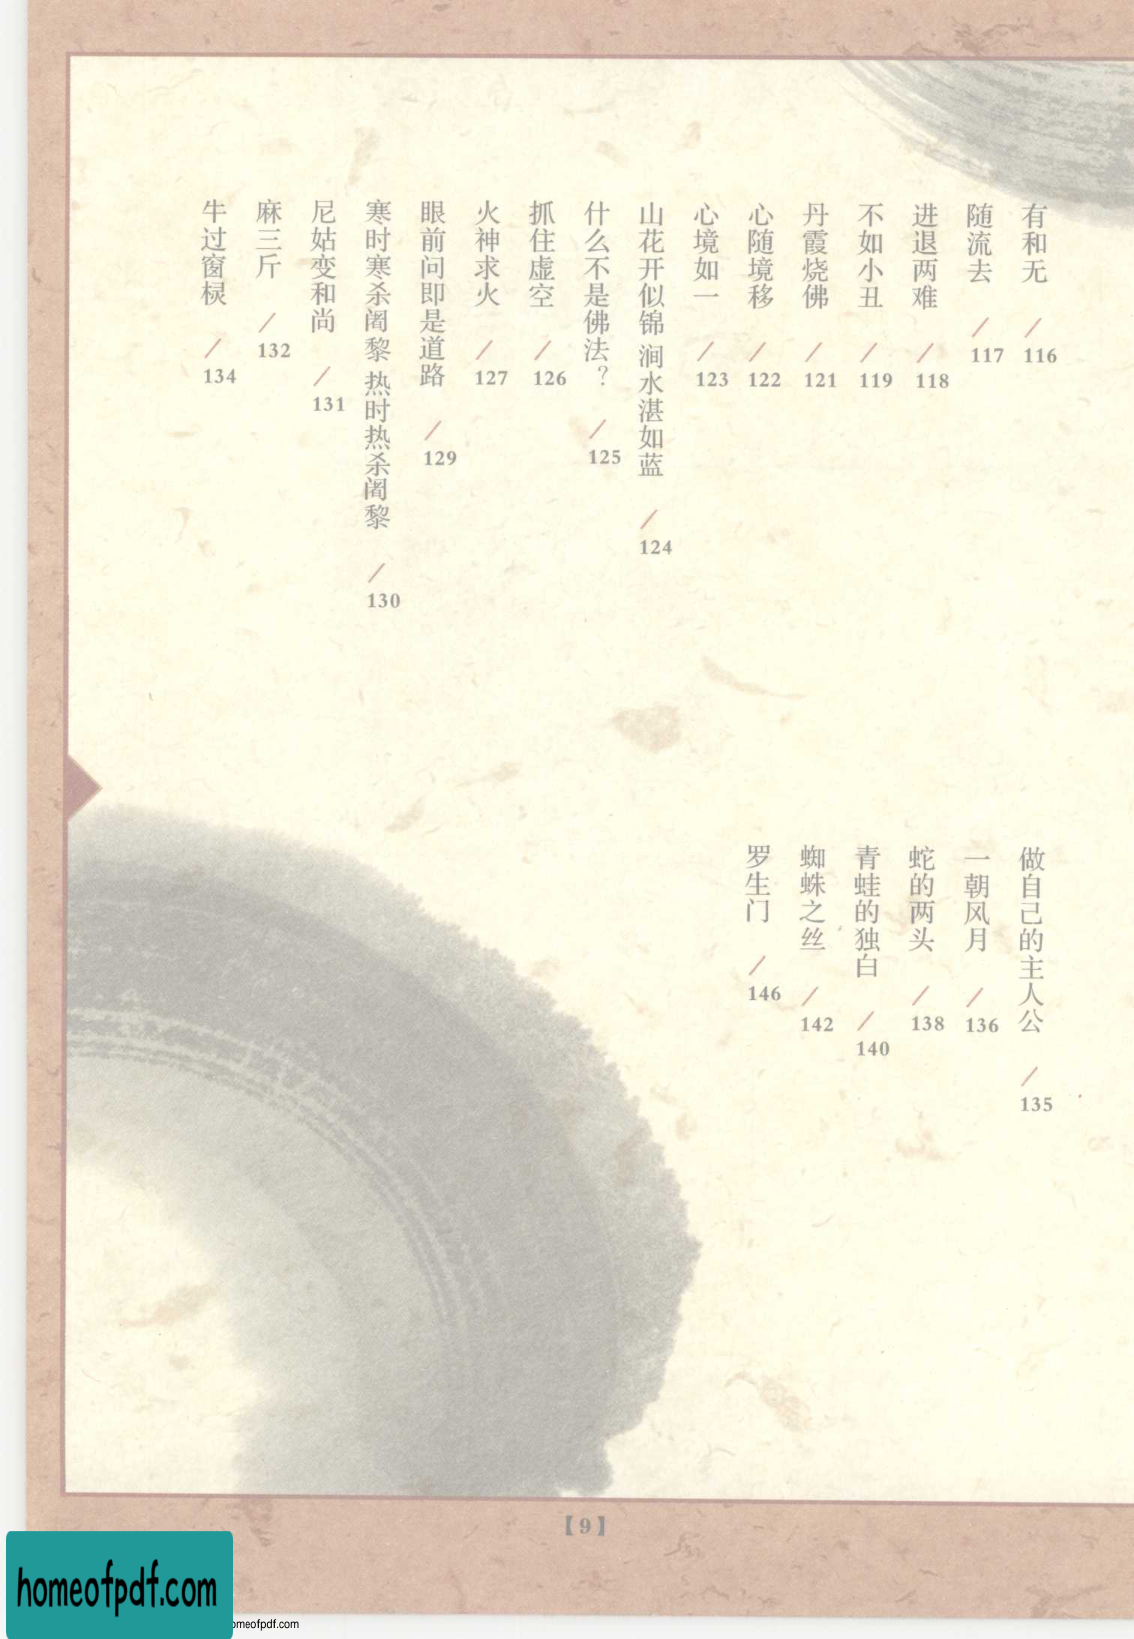 有和无 / 116
随流去 / 117
进退两难 / 118
不如小丑 / 119
丹霞烧佛 / 121
心随境移 / 122
心境如一 / 123
山花开似锦 涧水湛如蓝 / 124
什么不是佛法？ / 125
抓住虚空 / 126
火神求火 / 127
眼前问即是道路 / 129
寒时寒杀阇黎 热时热杀阇黎 / 130
尼姑变和尚 / 131
麻三斤 / 132
牛过窗棂 / 134
做自己的主人公 / 135
一朝风月 / 136
蛇的两头 / 138
青蛙的独白 / 140
蜘蛛之丝 / 142
罗生门 / 146
【9】
homeofpdf.com
omeofpdf.com